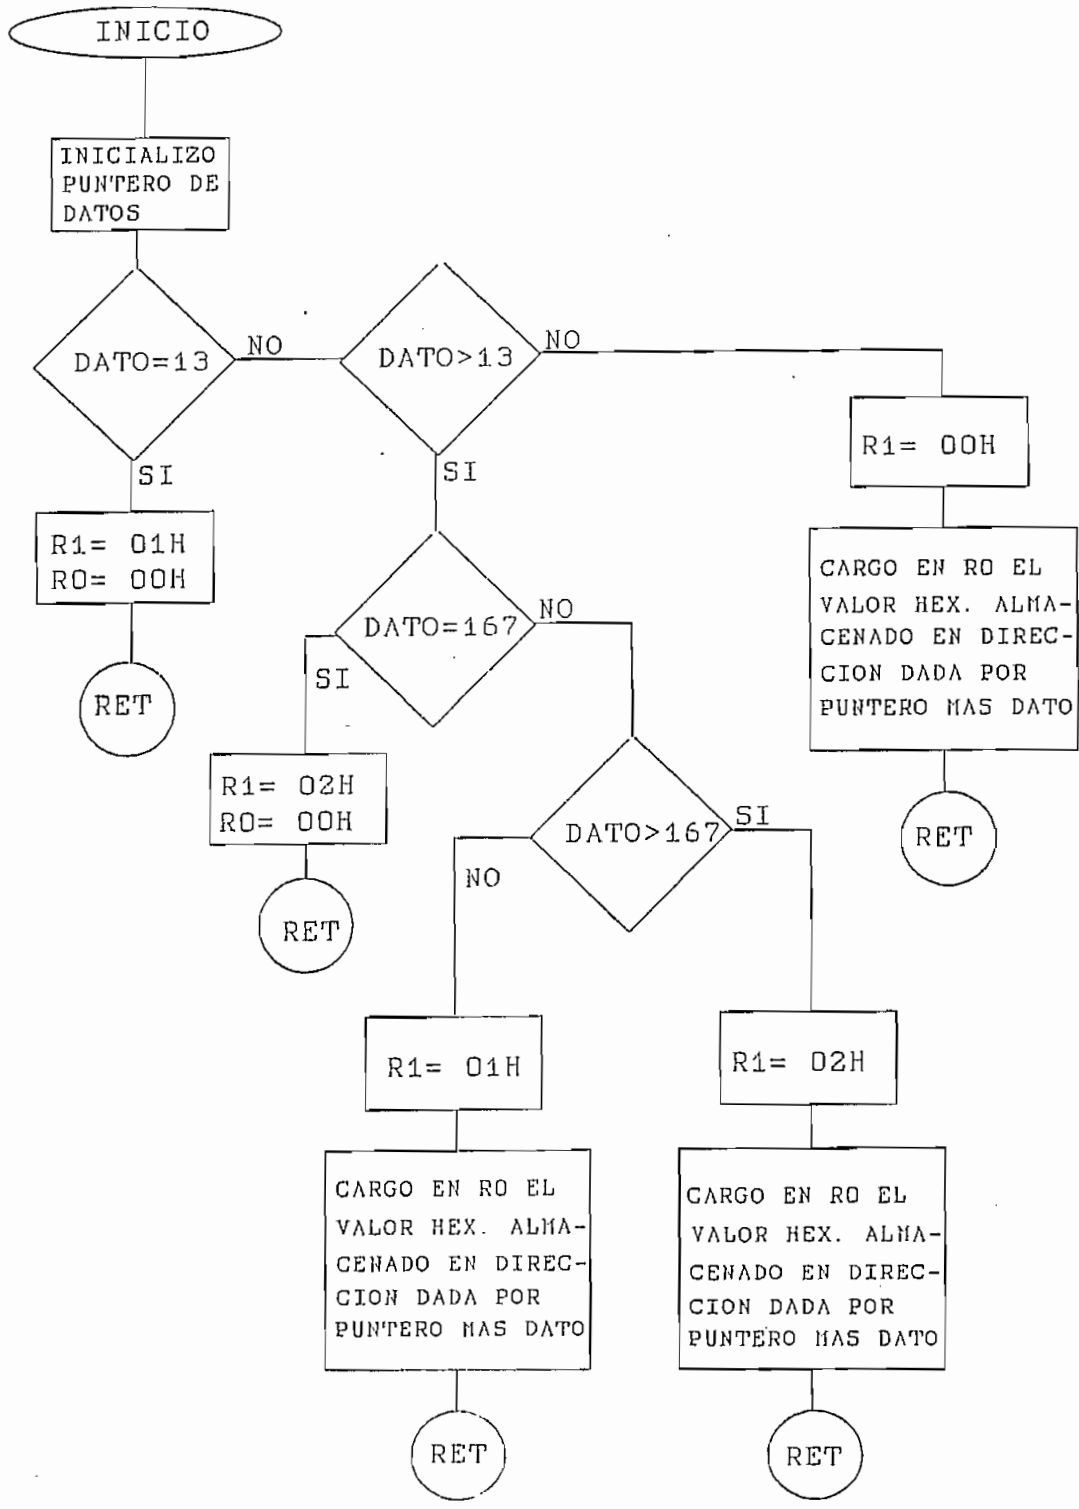 INICIO
INICIALIZO
PUNTERO DE
DATOS
DATO=13
NO
DATO>13
NO
SI
SI
R1= 00H
R1= 01H
R0= 00H
CARGO EN R0 EL
VALOR HEX. ALMA-
CENADO EN DIREC-
CION DADA POR
PUNTERO MAS DATO
DATO=167
NO
SI
RET
R1= 02H
R0= 00H
DATO>167
SI
NO
RET
RET
R1= 01H
R1= 02H
CARGO EN R0 EL
VALOR HEX. ALMA-
CENADO EN DIREC-
CION DADA POR
PUNTERO MAS DATO
CARGO EN R0 EL
VALOR HEX. ALMA-
CENADO EN DIREC-
CION DADA POR
PUNTERO MAS DATO
RET
RET